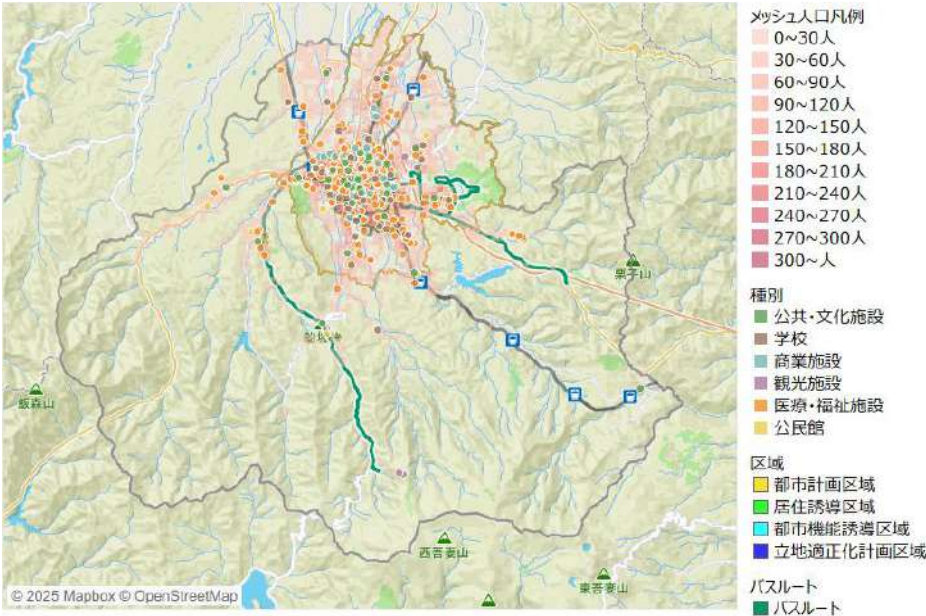 メッシュ人口凡例
0~30人
30~60人
60~90人
90~120人
120~150人
150~180人
180~210人
210~240人
240~270人
270~300人
300~人
種別
公共・文化施設
学校
商業施設
観光施設
医療・福祉施設
公民館
区域
都市計画区域
居住誘導区域
都市機能誘導区域
立地適正化計画区域
バスルート
バスルート
栗子山
飯森山
西吾妻山
東吾妻山
© 2025 Mapbox © OpenStreetMap